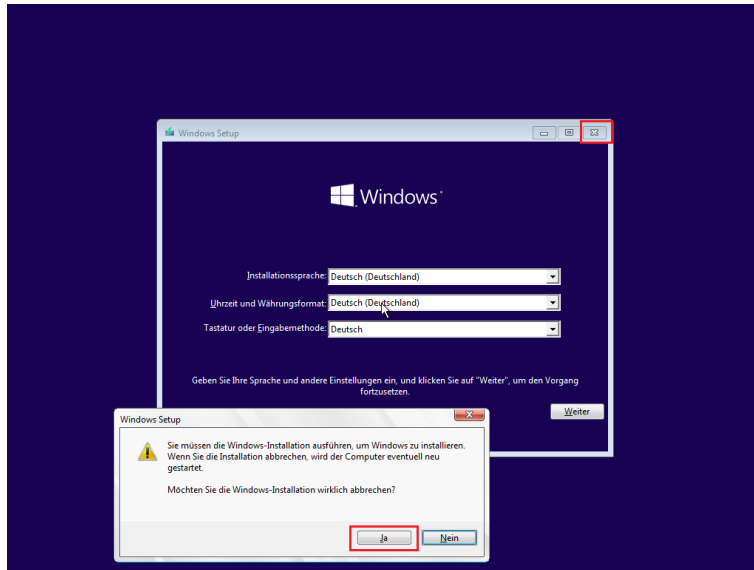 Windows Setup
Windows
Installationssprache: Deutsch (Deutschland)
Uhrzeit und Währungsformat: Deutsch (Deutschland)
Tastatur oder Eingabemethode: Deutsch
Geben Sie Ihre Sprache und andere Einstellungen ein, und klicken Sie auf "Weiter", um den Vorgang
fortzusetzen.
Weiter
Windows Setup
Sie müssen die Windows-Installation ausführen, um Windows zu installieren.
Wenn Sie die Installation abbrechen, wird der Computer eventuell neu
gestartet.
Möchten Sie die Windows-Installation wirklich abbrechen?
Ja Nein